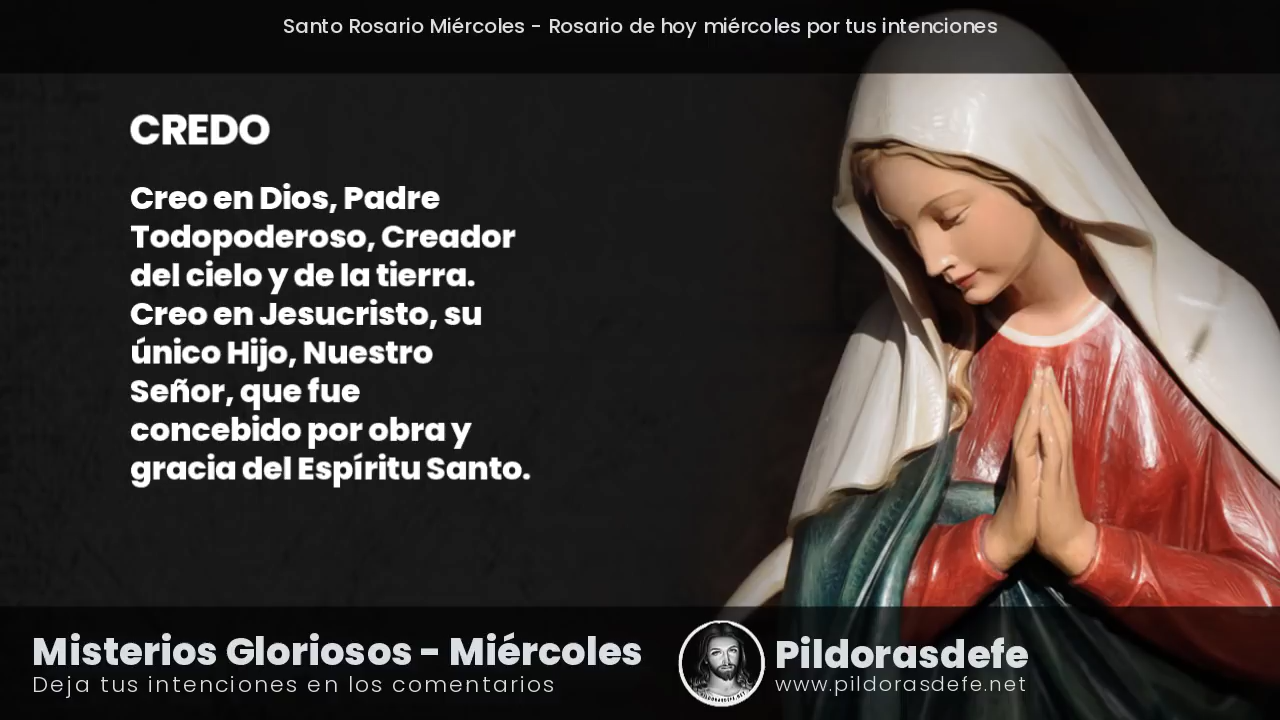 Santo Rosario Miércoles - Rosario de hoy miércoles por tus intenciones
CREDO
Creo en Dios, Padre
Todopoderoso, Creador
del cielo y de la tierra.
Creo en Jesucristo, su
único Hijo, Nuestro
Señor, que fue
concebido por obra y
gracia del Espíritu Santo.
Misterios Gloriosos - Miércoles
Deja tus intenciones en los comentarios
Pildorasdefe
www.pildorasdefe.net